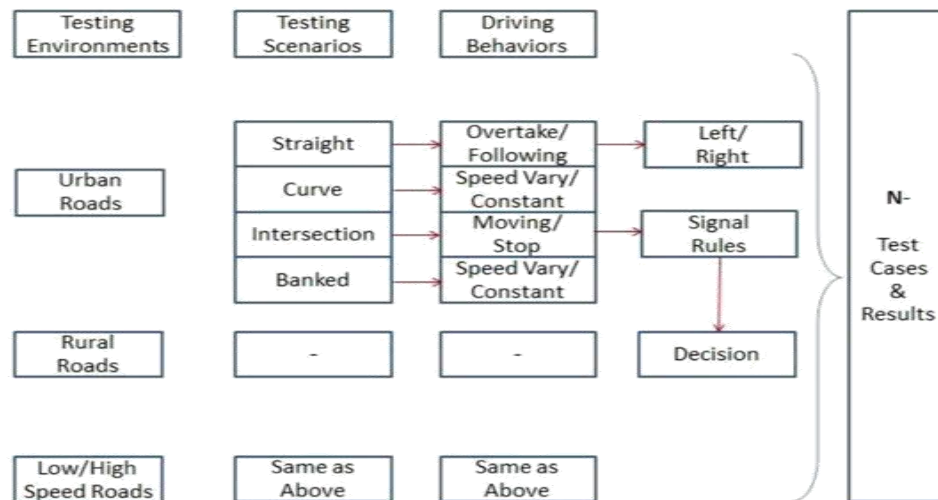 Testing
Environments
Testing
Scenarios
Driving
Behaviors
Urban
Roads
Straight
Overtake/
Following
Left/
Right
Curve
Speed Vary/
Constant
Intersection
Moving/
Stop
Signal
Rules
Banked
Speed Vary/
Constant
Rural
Roads
-
-
Decision
Low/High
Speed Roads
Same as
Above
Same as
Above
N-
Test
Cases
&
Results